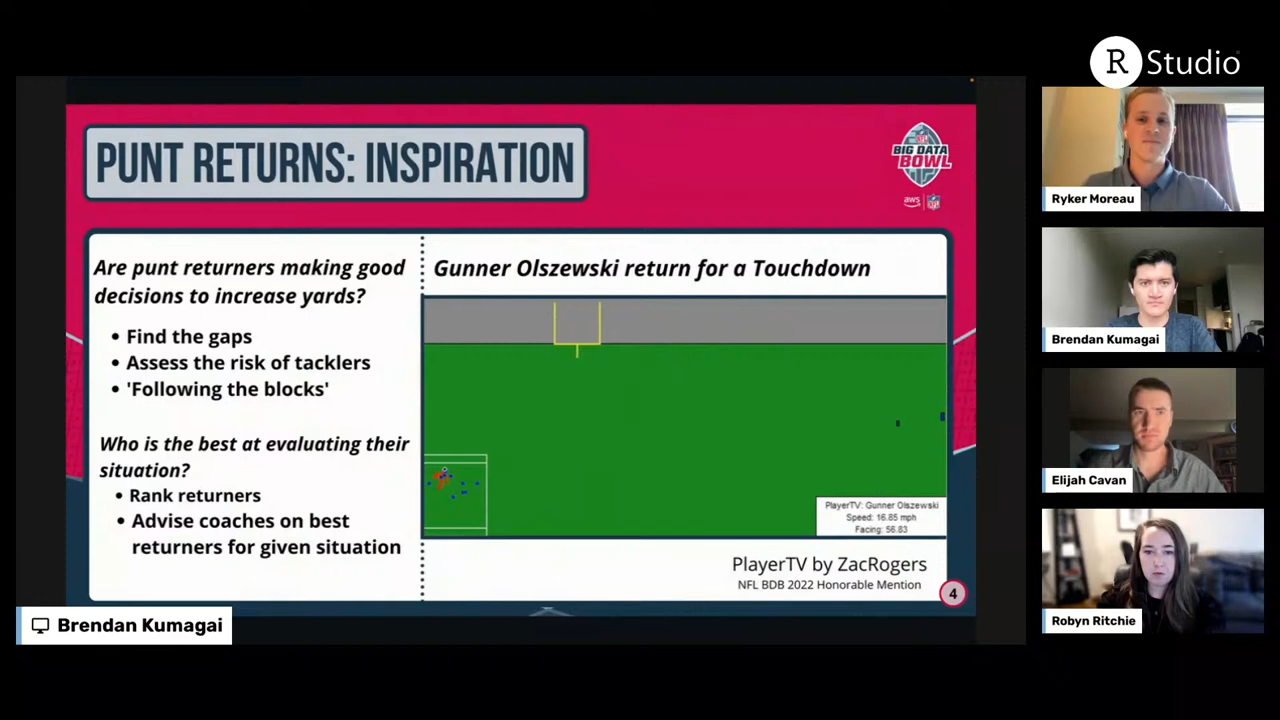 R Studio
PUNT RETURNS: INSPIRATION
NFL
BIG DATA
BOWL
aws
NFL
Are punt returners making good
decisions to increase yards?
• Find the gaps
• Assess the risk of tacklers
• 'Following the blocks'
Who is the best at evaluating their
situation?
• Rank returners
• Advise coaches on best
returners for given situation
Gunner Olszewski return for a Touchdown
PlayerTV: Gunner Olszewski
Speed: 16.85 mph
Facing: 56.83
PlayerTV by ZacRogers
NFL BDB 2022 Honorable Mention
4
Brendan Kumagai
Ryker Moreau
Brendan Kumagai
Elijah Cavan
Robyn Ritchie